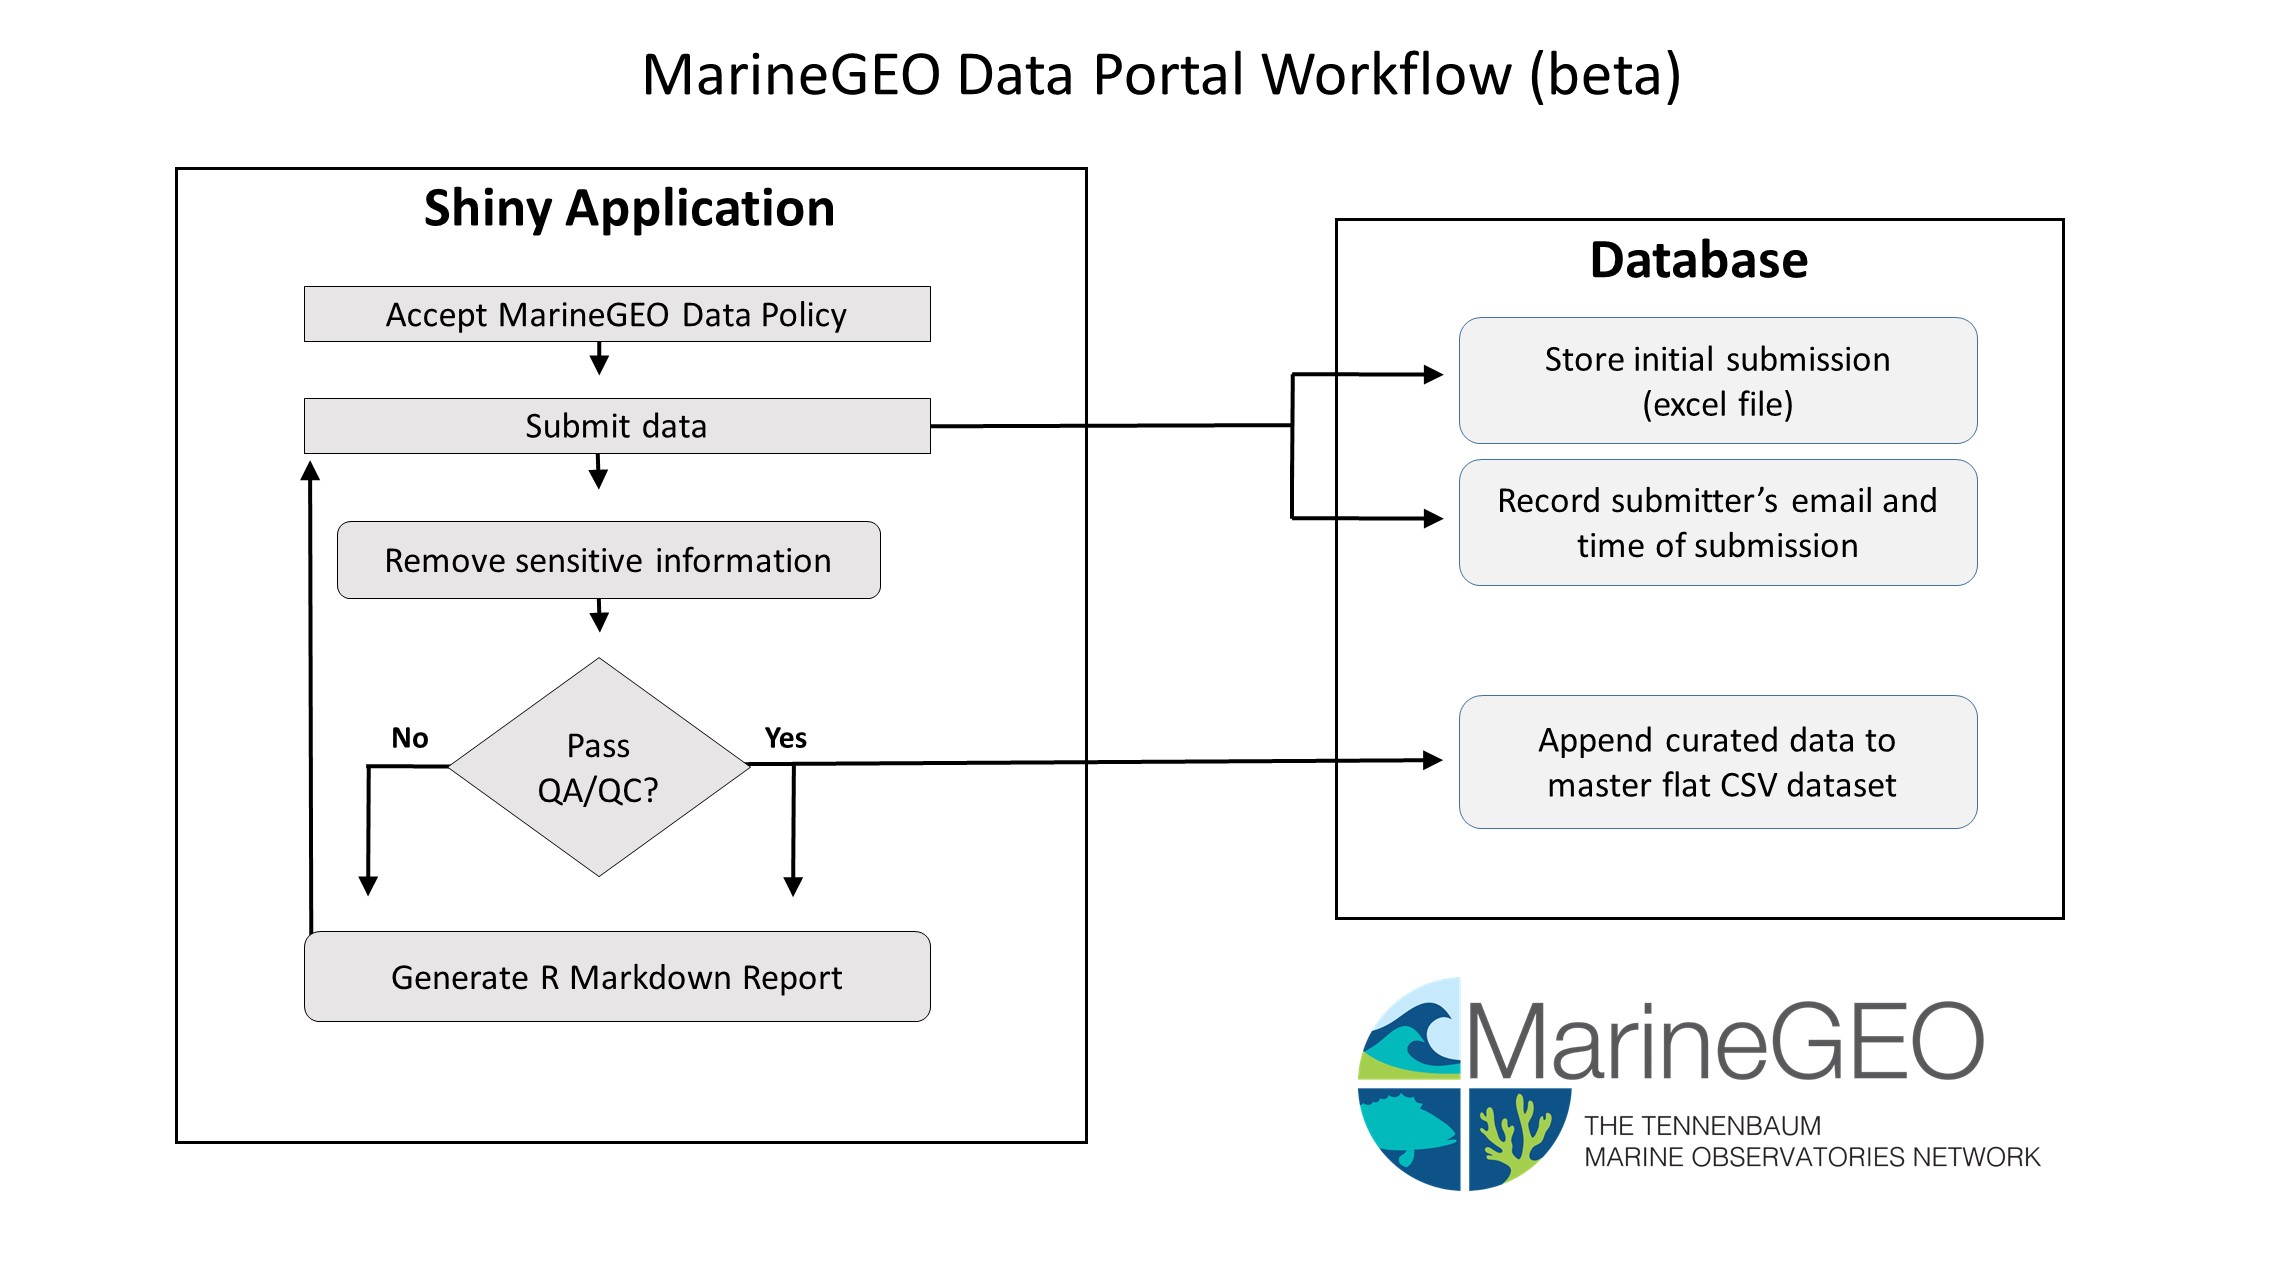 MarineGEO Data Portal Workflow (beta)
Shiny Application
Accept MarineGEO Data Policy
Submit data
Remove sensitive information
No
Pass
QA/QC?
Yes
Generate R Markdown Report
Database
Store initial submission
(excel file)
Record submitter’s email and
time of submission
Append curated data to
master flat CSV dataset
MarineGEO
THE TENNENBAUM
MARINE OBSERVATORIES NETWORK